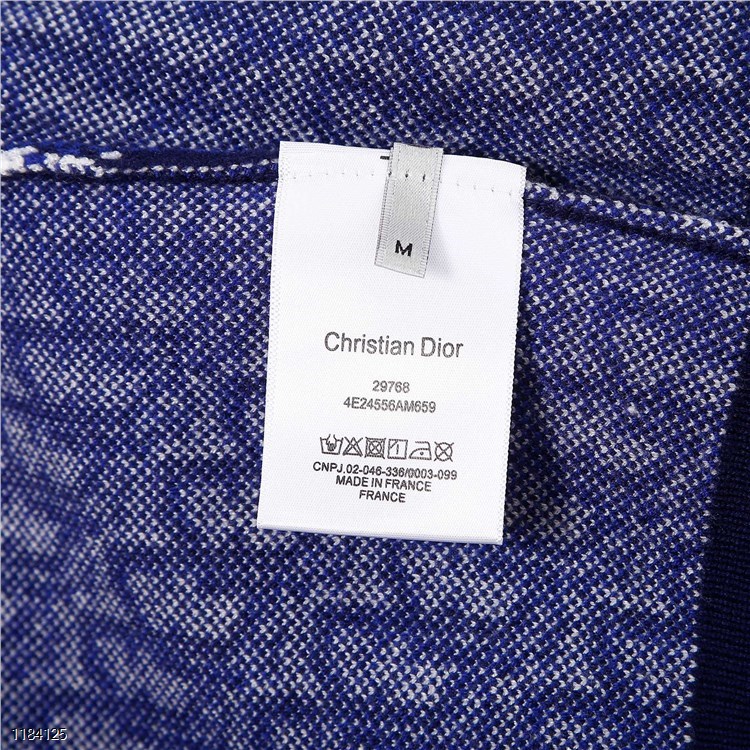 M
Christian Dior
29768
4E24556AM659
CNPJ.02-046-336/0003-099
MADE IN FRANCE
FRANCE
1184125